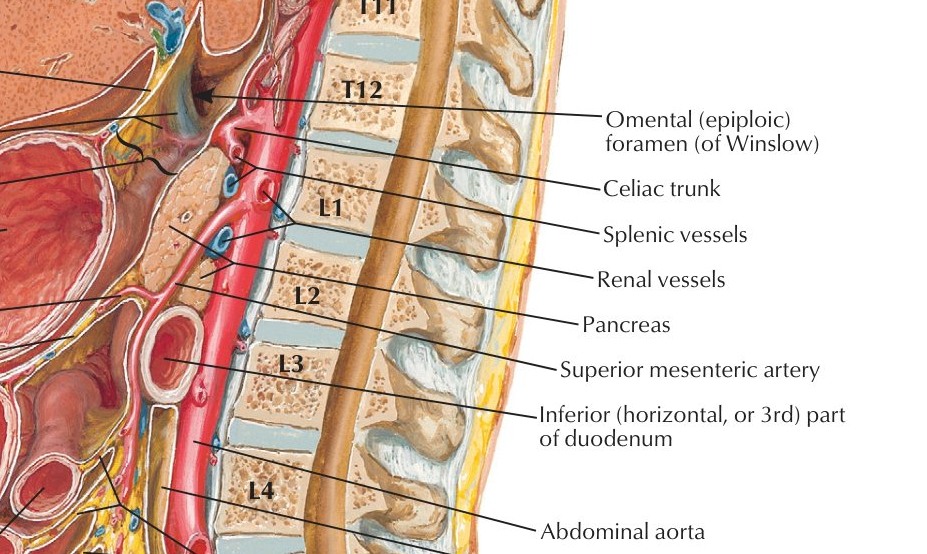 T11
T12
Omental (epiploic)
foramen (of Winslow)
Celiac trunk
L1
Splenic vessels
Renal vessels
L2
Pancreas
L3
Superior mesenteric artery
Inferior (horizontal, or 3rd) part
of duodenum
L4
Abdominal aorta